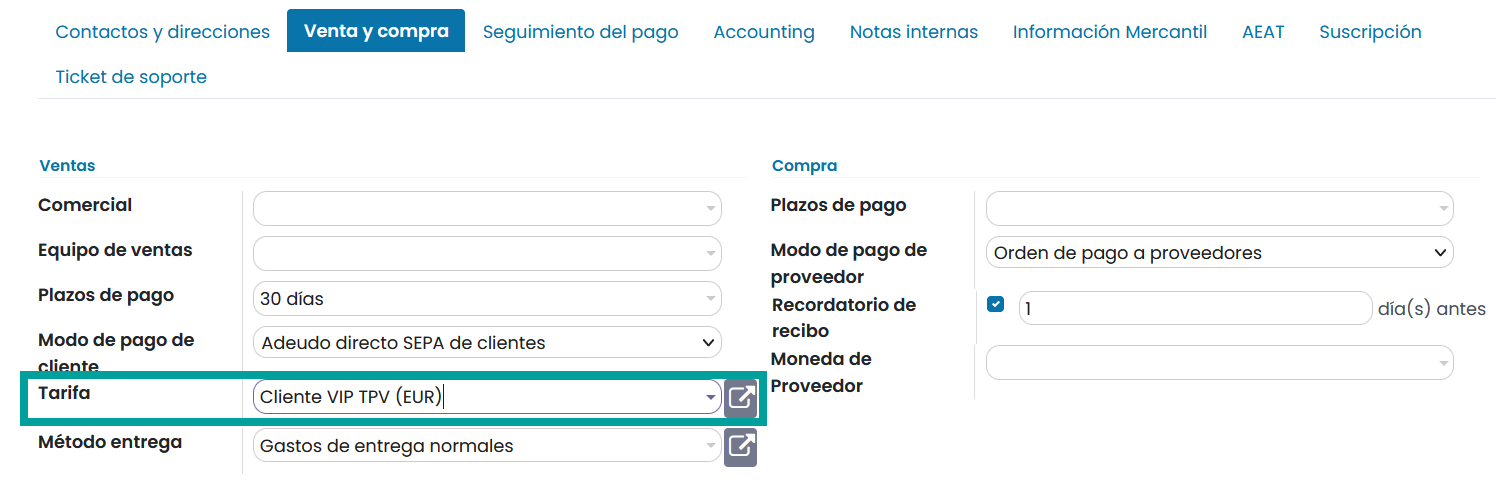 Contactos y direcciones Venta y compra Seguimiento del pago Accounting Notas internas Información Mercantil AEAT Suscripción
Ticket de soporte
Ventas
Comercial
Equipo de ventas
Plazos de pago 30 días
Modo de pago de
cliente Adeudo directo SEPA de clientes
Tarifa Cliente VIP TPV (EUR)
Método entrega Gastos de entrega normales
Compra
Plazos de pago
Modo de pago de
proveedor Orden de pago a proveedores
Recordatorio de
recibo 1 día(s) antes
Moneda de
Proveedor